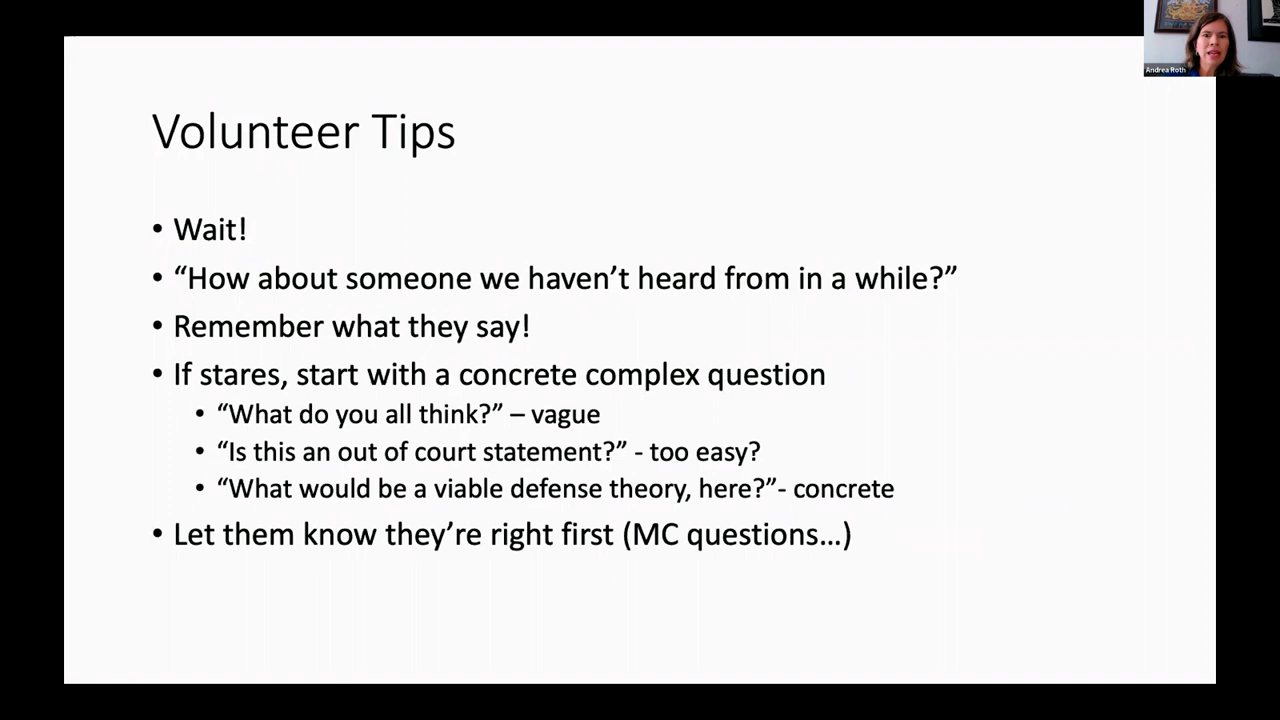 Andrea Roth
Volunteer Tips
• Wait!
• “How about someone we haven’t heard from in a while?”
• Remember what they say!
• If stares, start with a concrete complex question
• “What do you all think?” – vague
• “Is this an out of court statement?” - too easy?
• “What would be a viable defense theory, here?”- concrete
• Let them know they’re right first (MC questions…)